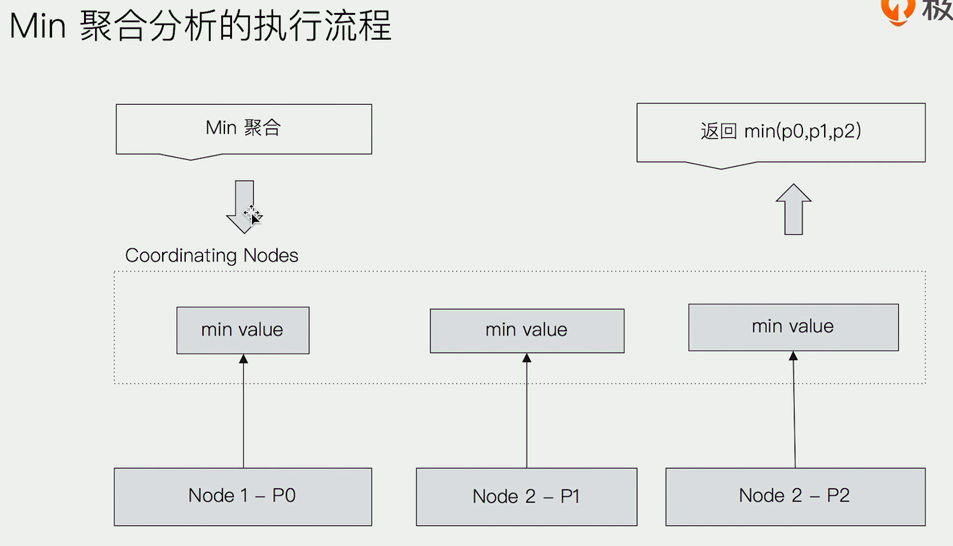 Min 聚合分析的执行流程
极
Min 聚合
返回 min(p0,p1,p2)
Coordinating Nodes
min value
min value
min value
Node 1 – P0
Node 2 – P1
Node 2 – P2